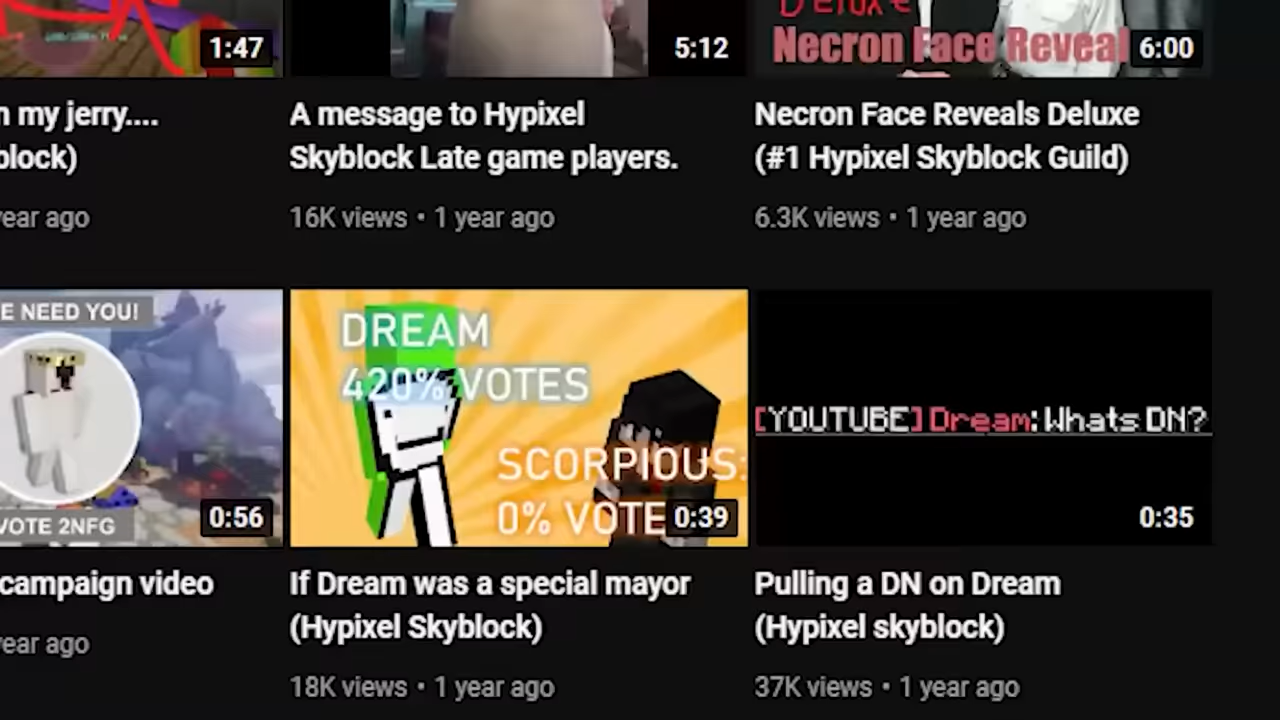 1:47
5:12
DELUXE
Necron Face Reveal
6:00
my jerry....
A message to Hypixel
Necron Face Reveals Deluxe
block)
Skyblock Late game players.
(#1 Hypixel Skyblock Guild)
year ago
16K views • 1 year ago
6.3K views • 1 year ago
E NEED YOU!
VOTE 2NFG
0:56
DREAM
420% VOTES
SCORPIOUS:
0% VOTE
0:39
[YOUTUBE] Dream: Whats DN?
0:35
campaign video
If Dream was a special mayor
Pulling a DN on Dream
(Hypixel Skyblock)
(Hypixel skyblock)
year ago
18K views • 1 year ago
37K views • 1 year ago